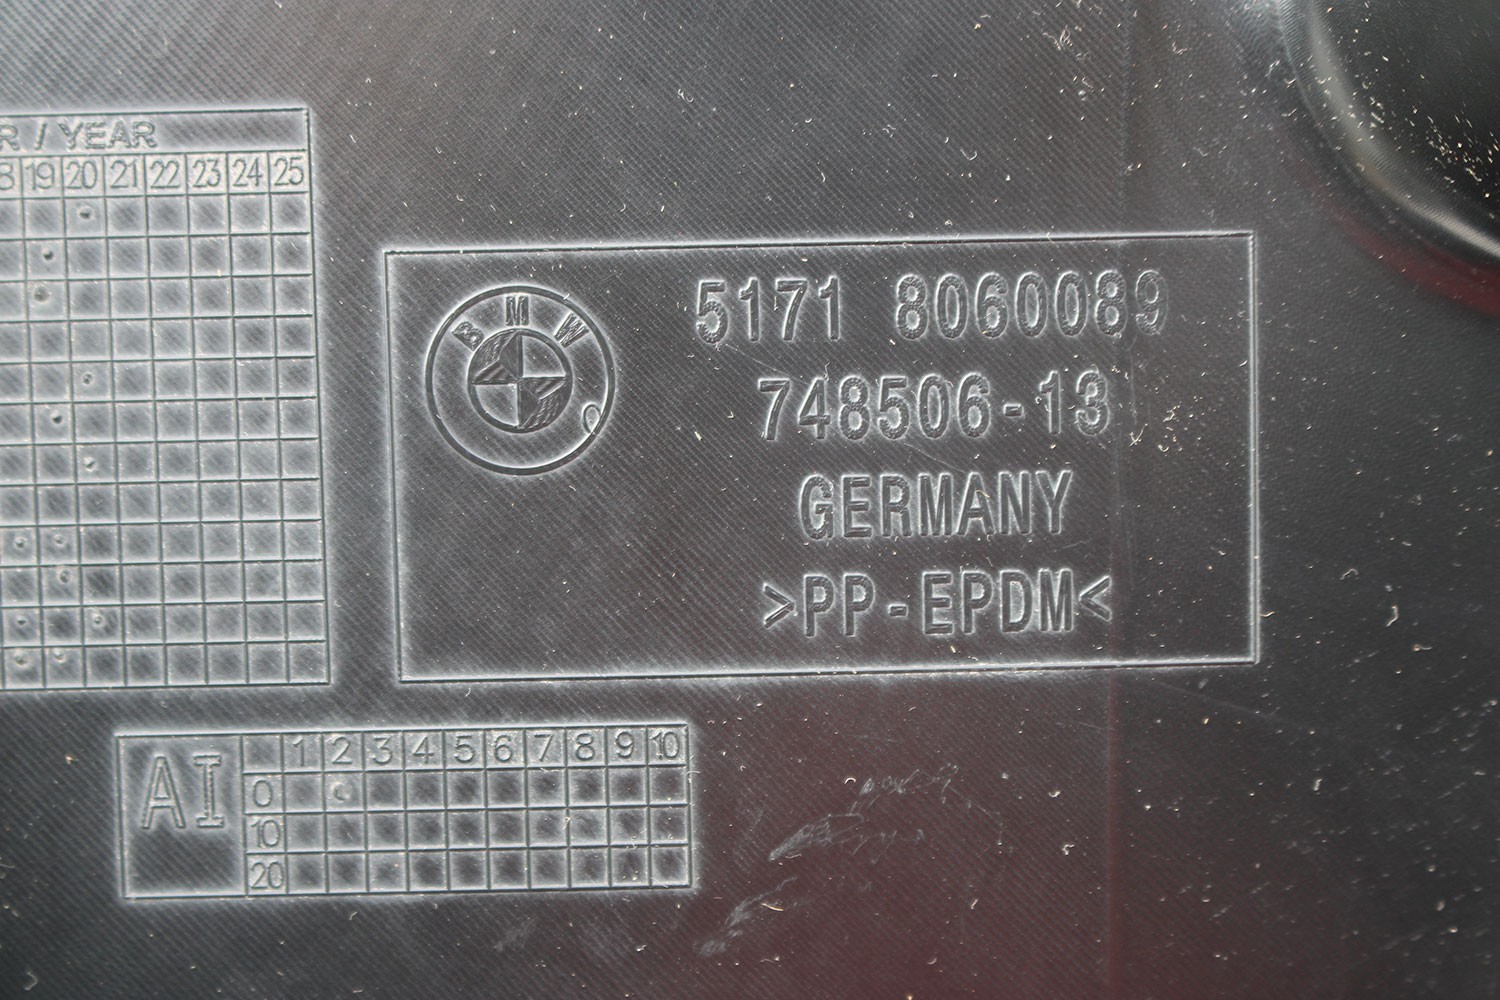 R / YEAR
8 19 20 21 22 23 24 25
BMW
5171 8060089
748506-13
GERMANY
>PP-EPDM<
AI
1 2 3 4 5 6 7 8 9 10
0
10
20